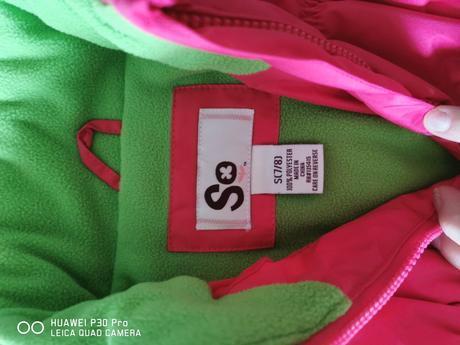 So
S(7/8)
100% POLYESTER
MADE IN
CHINA
CARE ON REVERSE
HUAWEI P30 Pro
LEICA QUAD CAMERA